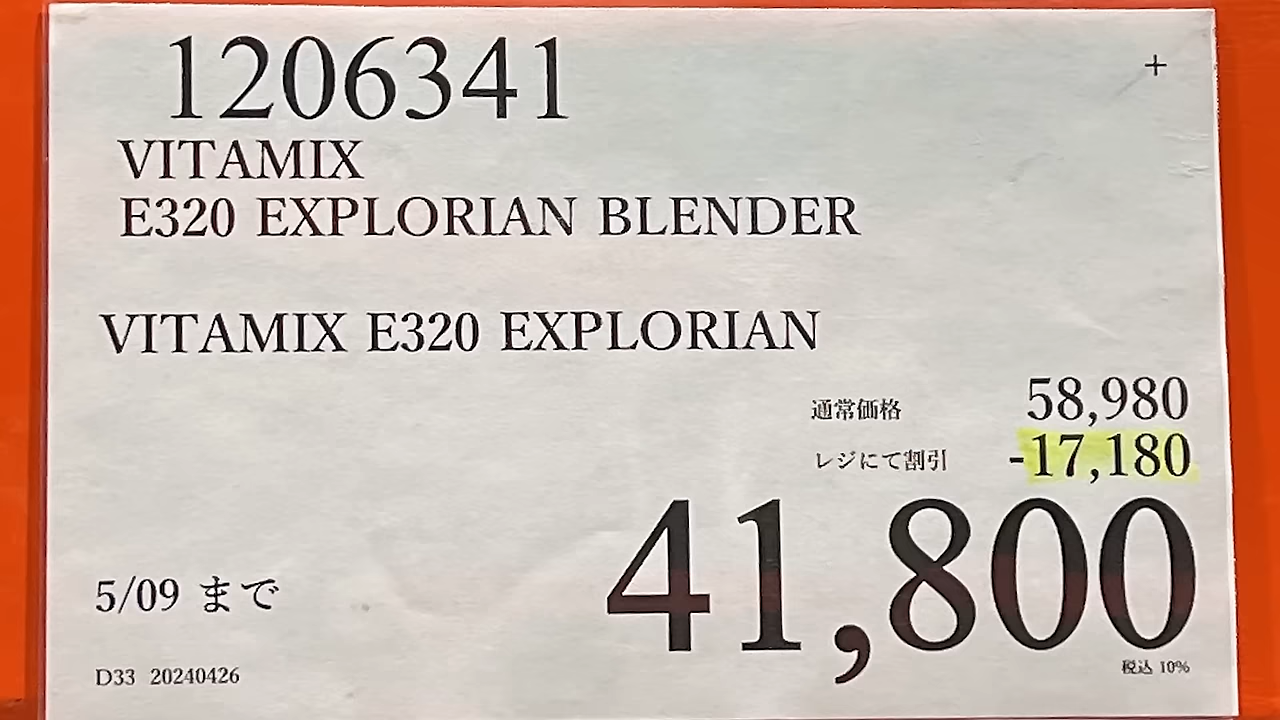 1206341
+
VITAMIX
E320 EXPLORIAN BLENDER
VITAMIX E320 EXPLORIAN
通常価格 58,980
レジにて割引 -17,180
41,800
5/09 まで
税込 10%
D33 20240426